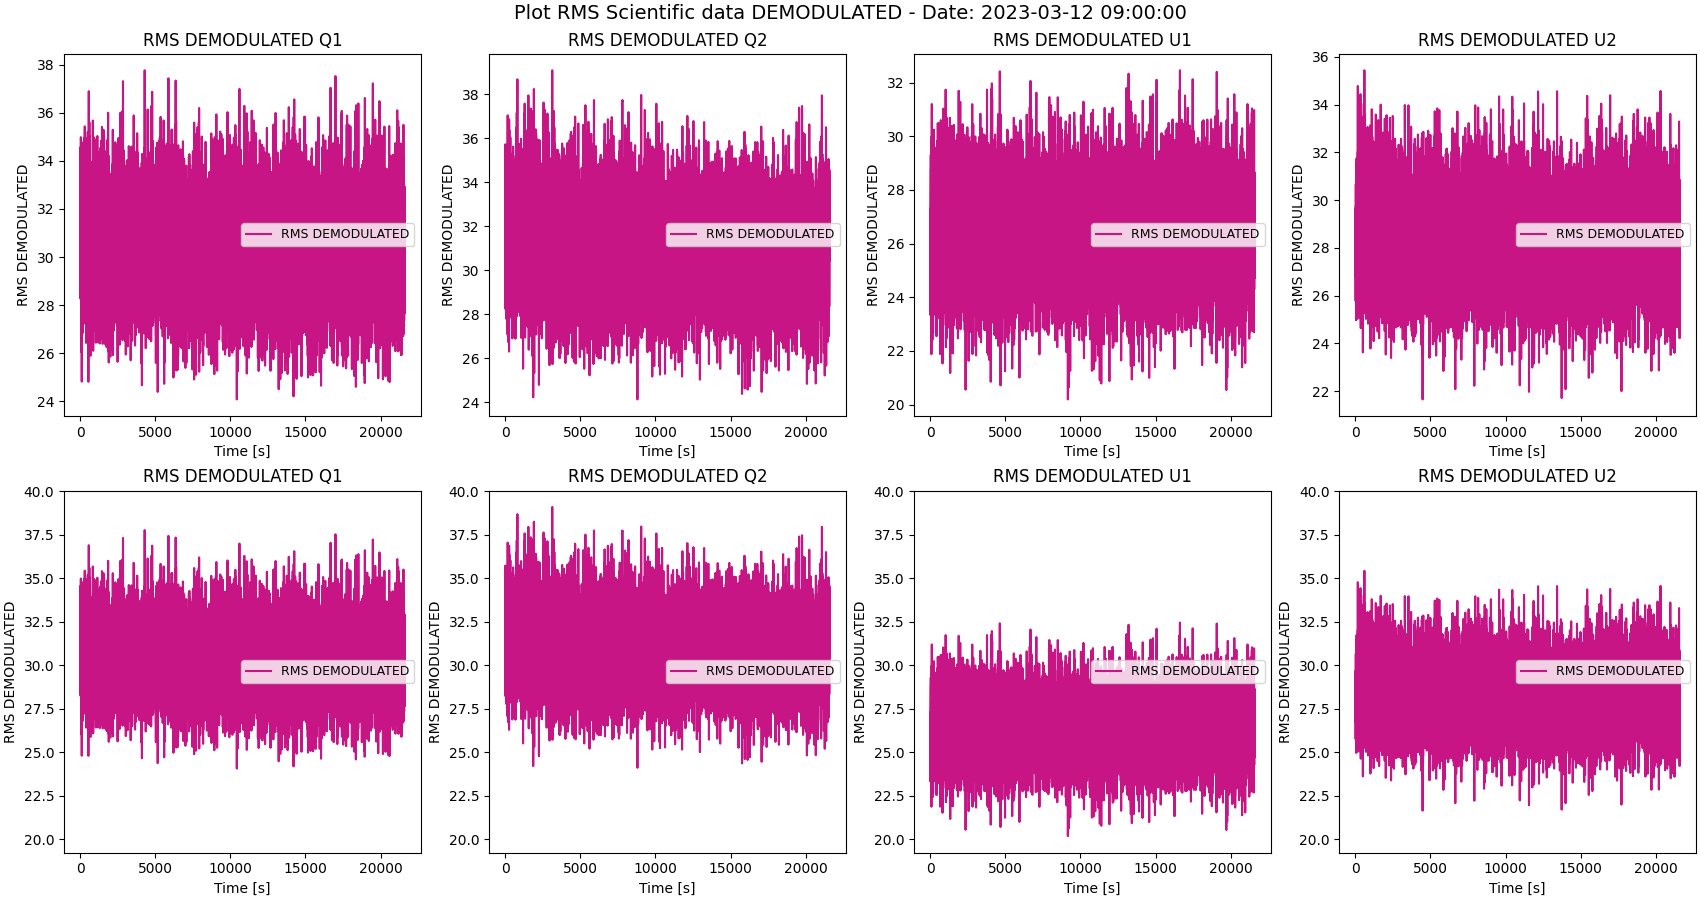 Plot RMS Scientific data DEMODULATED - Date: 2023-03-12 09:00:00
RMS DEMODULATED Q1
RMS DEMODULATED
38
36
34
32
30
28
26
24
RMS DEMODULATED
0 5000 10000 15000 20000
Time [s]
RMS DEMODULATED Q2
RMS DEMODULATED
38
36
34
32
30
28
26
24
RMS DEMODULATED
0 5000 10000 15000 20000
Time [s]
RMS DEMODULATED U1
RMS DEMODULATED
32
30
28
26
24
22
20
RMS DEMODULATED
0 5000 10000 15000 20000
Time [s]
RMS DEMODULATED U2
RMS DEMODULATED
36
34
32
30
28
26
24
22
RMS DEMODULATED
0 5000 10000 15000 20000
Time [s]
RMS DEMODULATED Q1
RMS DEMODULATED
40.0
37.5
35.0
32.5
30.0
27.5
25.0
22.5
20.0
RMS DEMODULATED
0 5000 10000 15000 20000
Time [s]
RMS DEMODULATED Q2
RMS DEMODULATED
40.0
37.5
35.0
32.5
30.0
27.5
25.0
22.5
20.0
RMS DEMODULATED
0 5000 10000 15000 20000
Time [s]
RMS DEMODULATED U1
RMS DEMODULATED
40.0
37.5
35.0
32.5
30.0
27.5
25.0
22.5
20.0
RMS DEMODULATED
0 5000 10000 15000 20000
Time [s]
RMS DEMODULATED U2
RMS DEMODULATED
40.0
37.5
35.0
32.5
30.0
27.5
25.0
22.5
20.0
RMS DEMODULATED
0 5000 10000 15000 20000
Time [s]